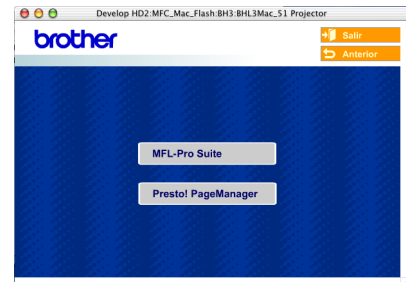 Develop HD2:MFC_Mac_Flash:BH3:BHL3Mac_S1 Projector
brother
Salir
Anterior
MFL-Pro Suite
Presto! PageManager